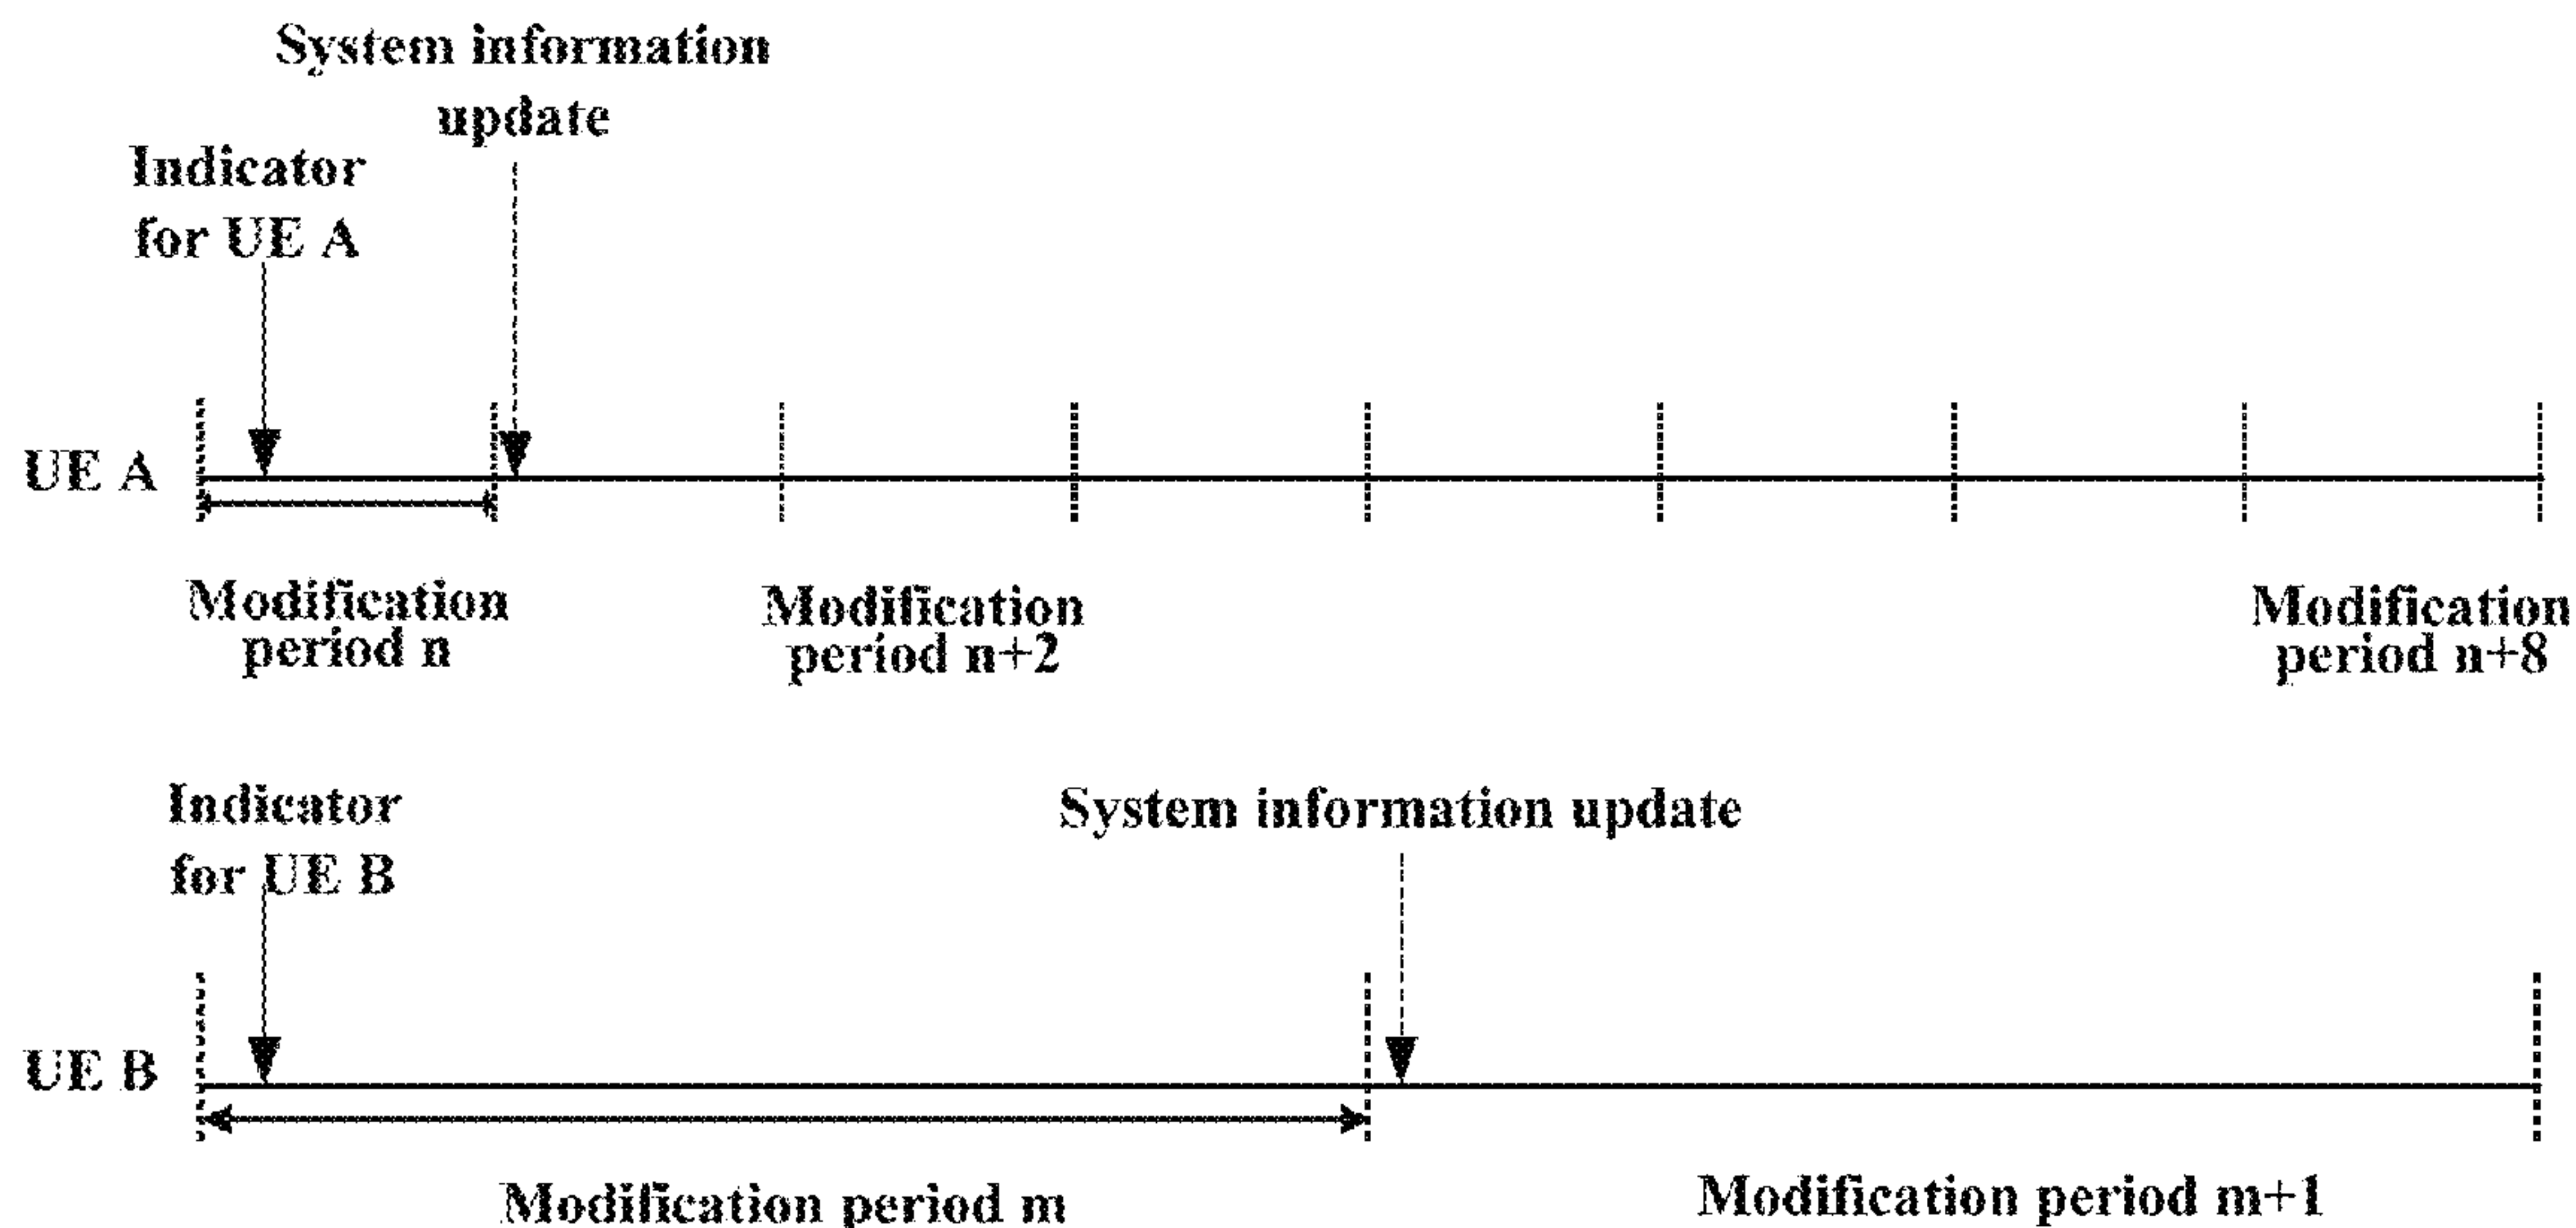 System information
update
Indicator
for UE A
UE A
Modification
period n
Modification
period n+2
Modification
period n+8
Indicator
for UE B
System information update
UE B
Modification period m
Modification period m+1